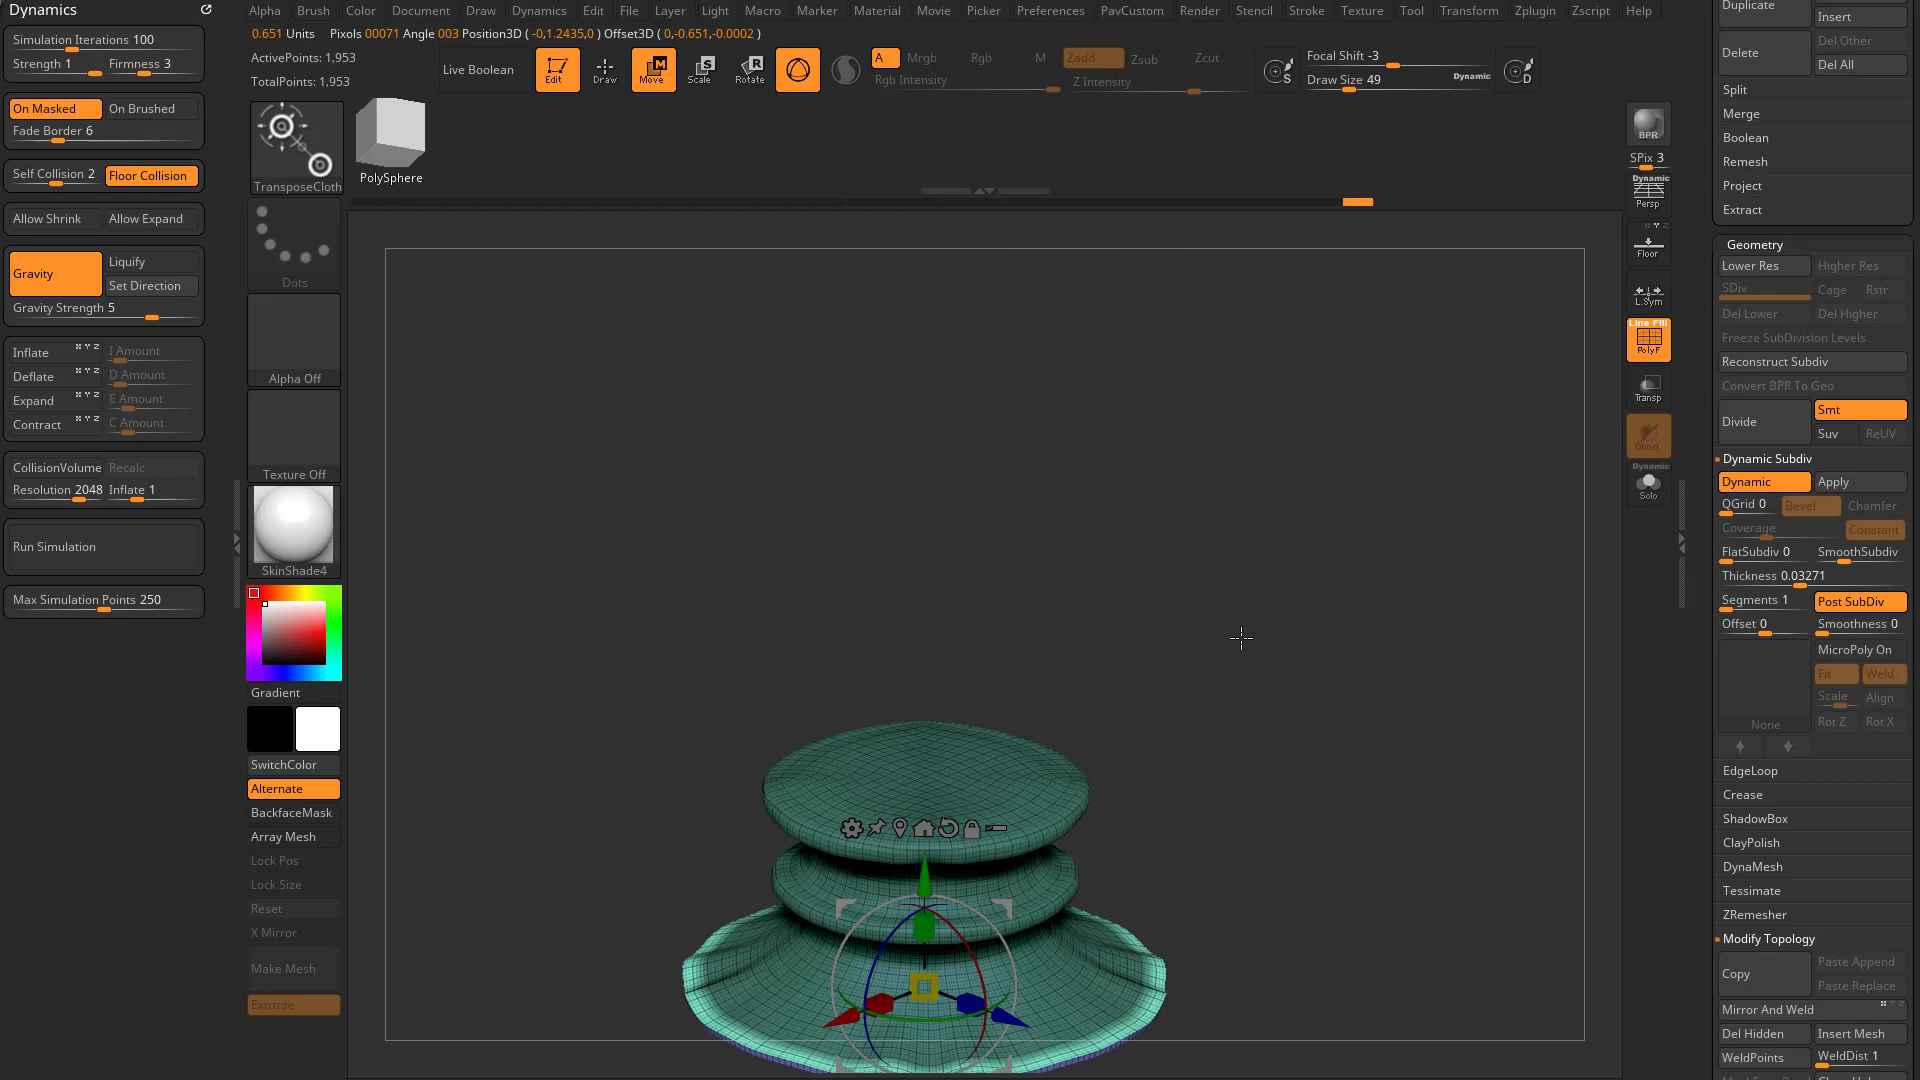 Dynamics
Alpha Brush Color Document Draw Dynamics Edit File Layer Light Macro Marker Material Movie Picker Preferences PavCustom Render Stencil Stroke Texture Tool Transform Zplugin Zscript Help
0.651 Units Pixols 00071 Angle 003 Position3D ( -0,1.2435,0 ) Offset3D ( 0,-0.651,-0.0002 )
ActivePoints: 1,953
TotalPoints: 1,953
Live Boolean
Edit
Draw
Move
Scale
Rotate
A Mrgb Rgb M Zadd Zsub Zcut
Rgb Intensity Z Intensity
Focal Shift -3
Draw Size 49 Dynamic
S
D
Simulation Iterations 100
Strength 1 Firmness 3
On Masked On Brushed
Fade Border 6
Self Collision 2 Floor Collision
Allow Shrink Allow Expand
Gravity
Liquify
Set Direction
Gravity Strength 5
Inflate X Y Z I Amount
Deflate X Y Z D Amount
Expand X Y Z E Amount
Contract X Y Z C Amount
CollisionVolume Recalc
Resolution 2048 Inflate 1
Run Simulation
Max Simulation Points 250
TransposeCloth
PolySphere
Dots
Alpha Off
Texture Off
SkinShade4
Gradient
SwitchColor
Alternate
BackfaceMask
Array Mesh
Lock Pos
Lock Size
Reset
X Mirror
Make Mesh
Extrude
BPR
SPix 3
Dynamic
Persp
Floor
L.Sym
Line Fill
PolyF
Transp
Ghost
Dynamic
Solo
Duplicate
Insert
Delete
Del Other
Del All
Split
Merge
Boolean
Remesh
Project
Extract
Geometry
Lower Res Higher Res
SDiv Cage Rstr
Del Lower Del Higher
Freeze SubDivision Levels
Reconstruct Subdiv
Convert BPR To Geo
Divide
Smt
Suv ReUV
Dynamic Subdiv
Dynamic Apply
QGrid 0 Bevel Chamfer
Coverage Constant
FlatSubdiv 0 SmoothSubdiv
Thickness 0.03271
Segments 1 Post SubDiv
Offset 0 Smoothness 0
MicroPoly On
Fit Weld
Scale Align
None Rot Z Rot X
EdgeLoop
Crease
ShadowBox
ClayPolish
DynaMesh
Tessimate
ZRemesher
Modify Topology
Copy
Paste Append
Paste Replace
Mirror And Weld
Del Hidden Insert Mesh
WeldPoints WeldDist 1